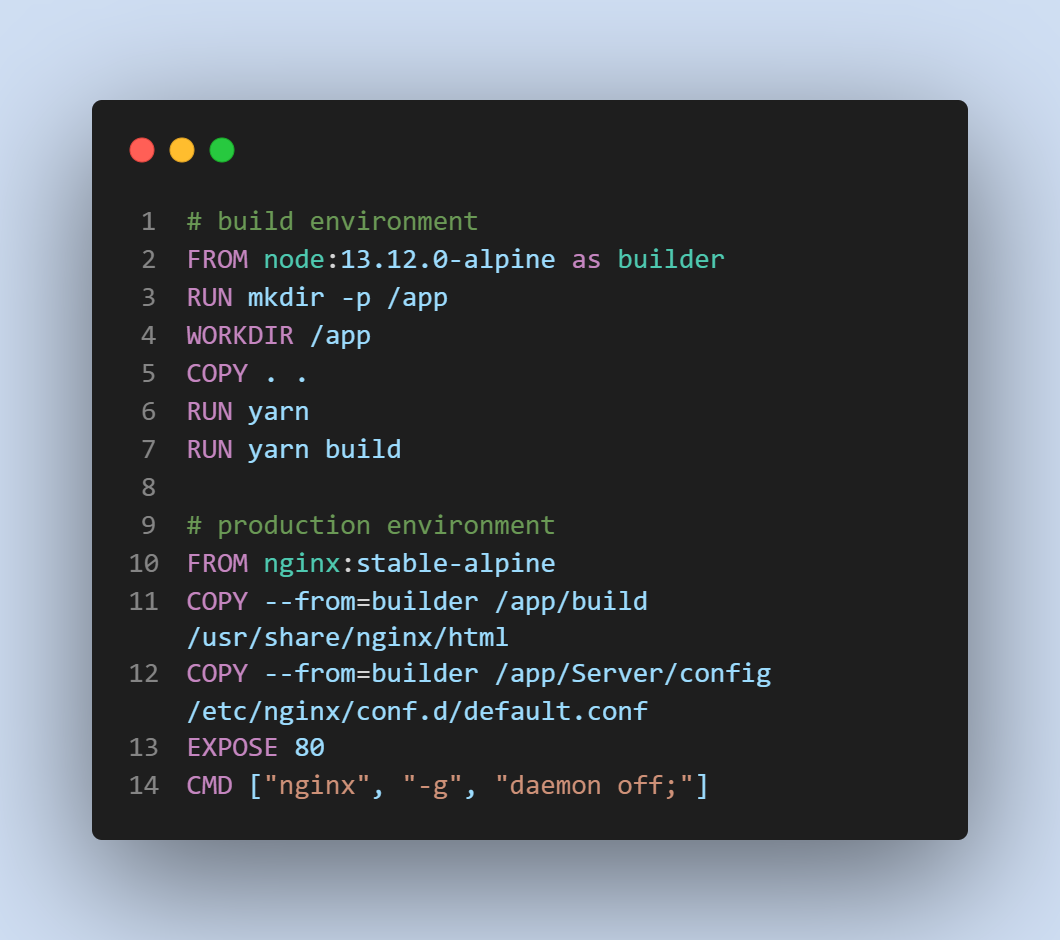 1 # build environment
2 FROM node:13.12.0-alpine as builder
3 RUN mkdir -p /app
4 WORKDIR /app
5 COPY . .
6 RUN yarn
7 RUN yarn build
8
9 # production environment
10 FROM nginx:stable-alpine
11 COPY --from=builder /app/build
/usr/share/nginx/html
12 COPY --from=builder /app/Server/config
/etc/nginx/conf.d/default.conf
13 EXPOSE 80
14 CMD ["nginx", "-g", "daemon off;"]